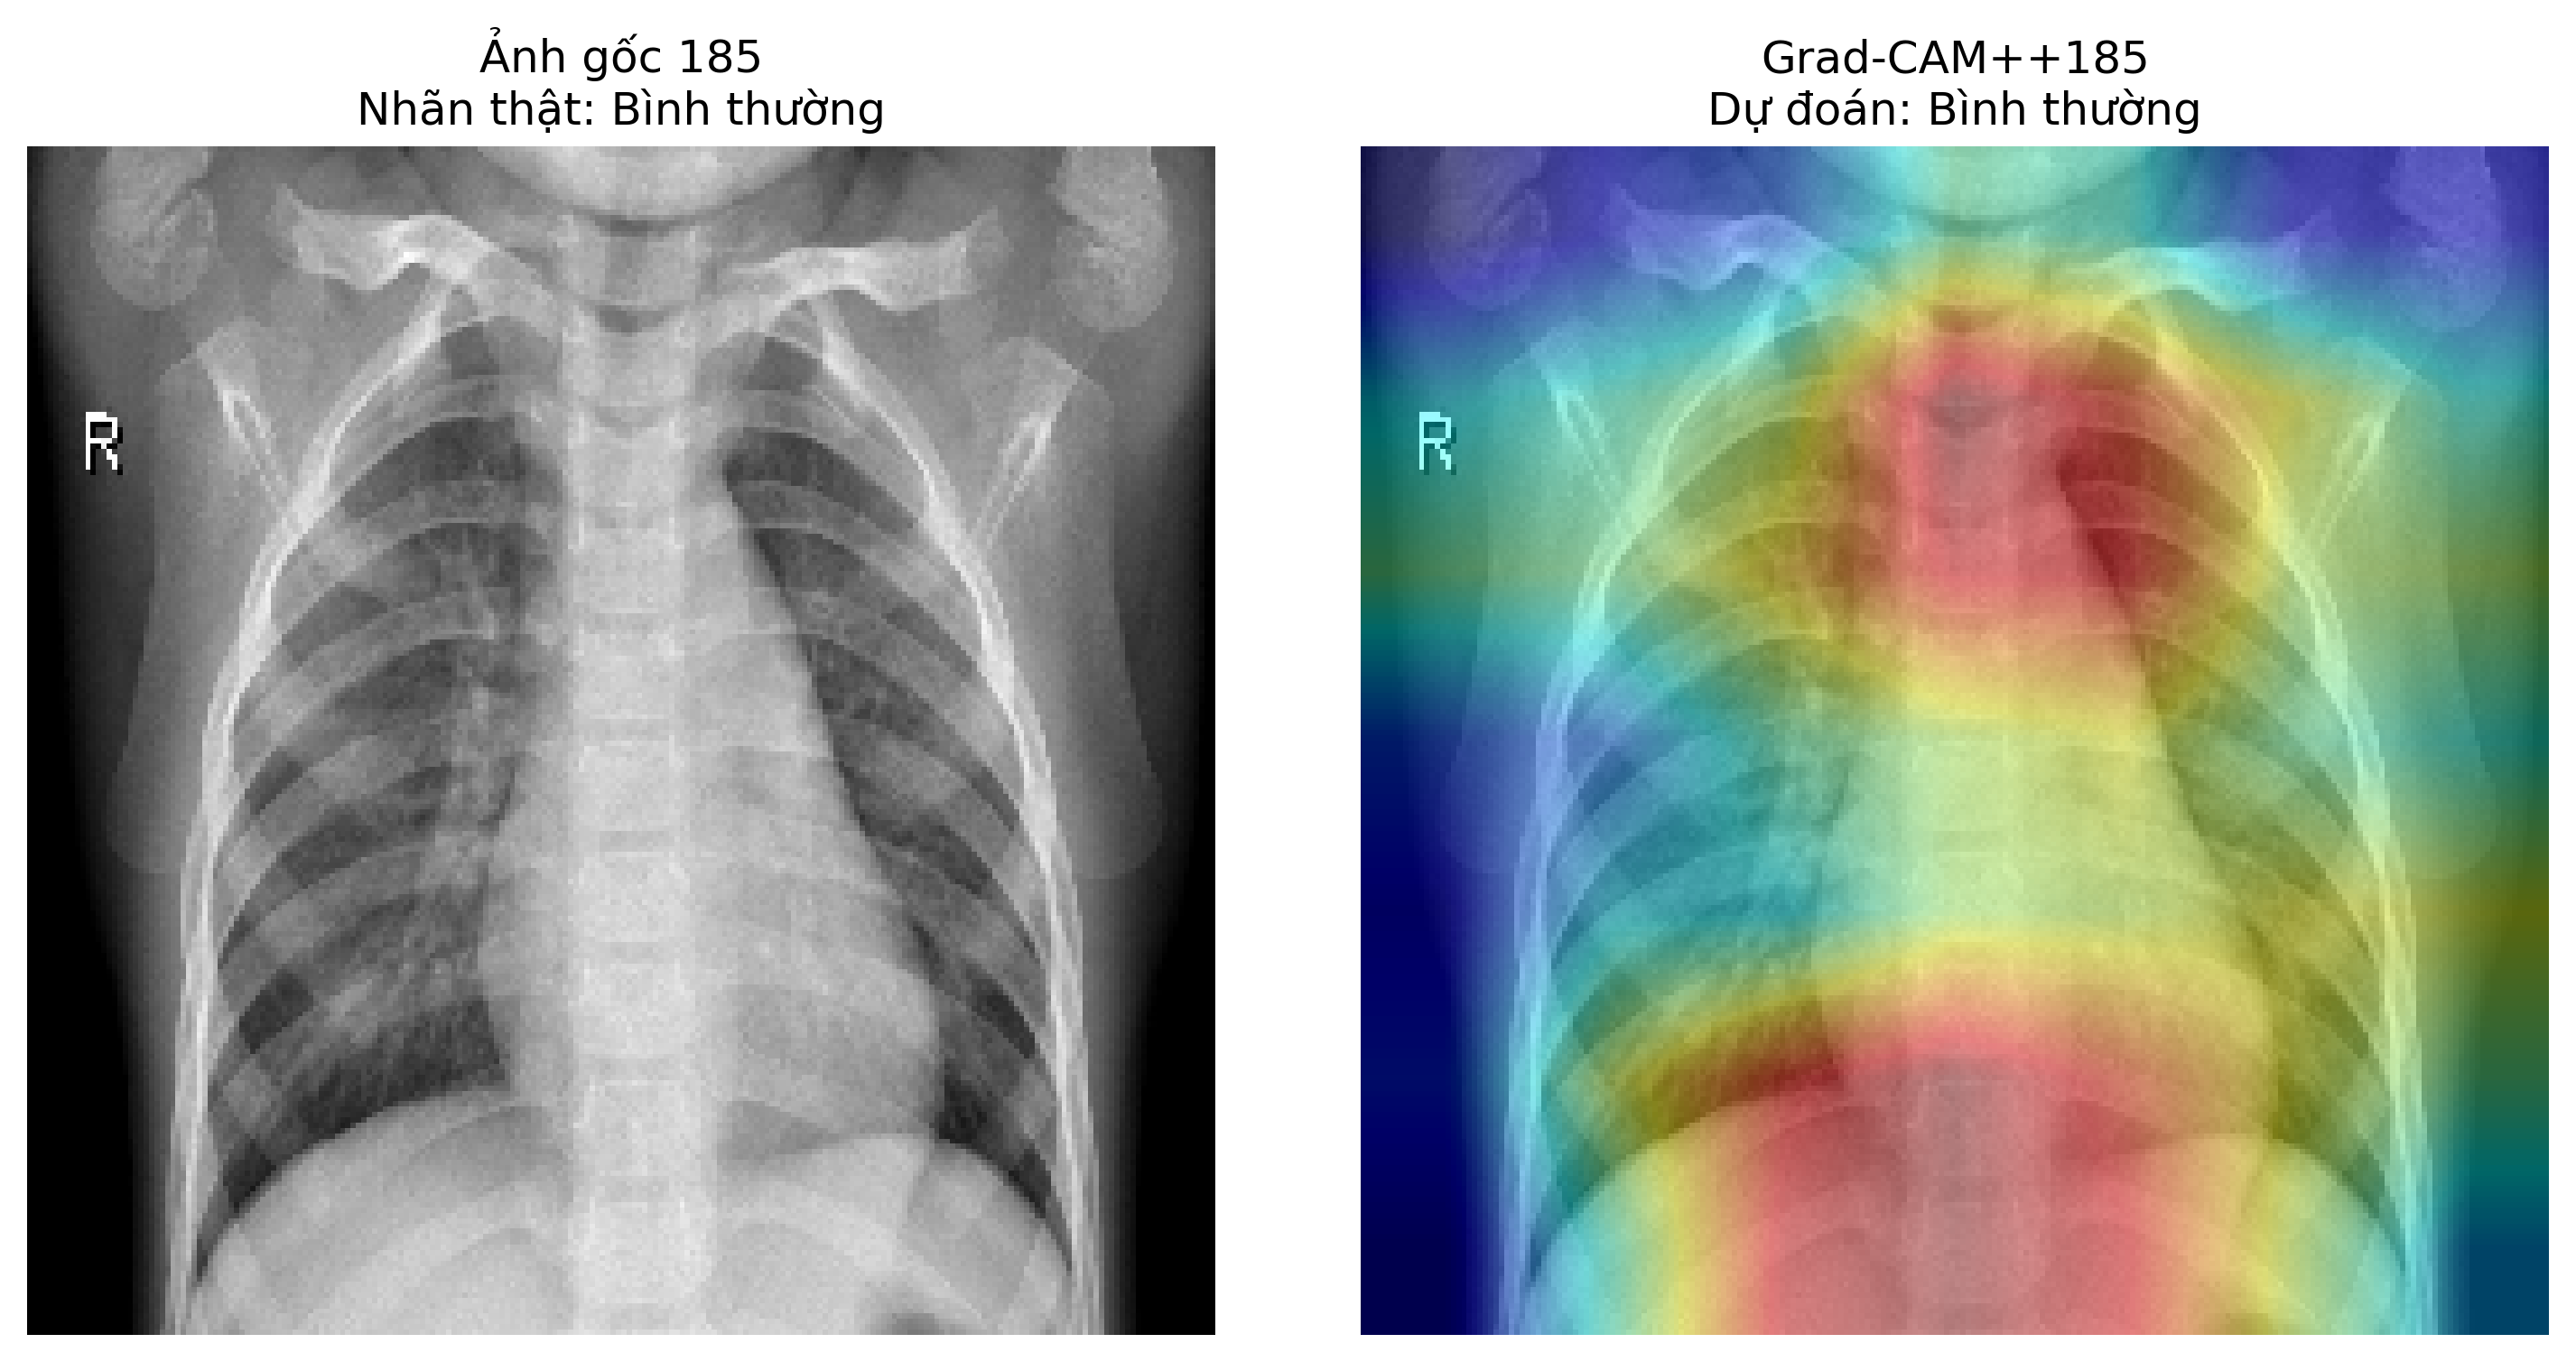 Ảnh gốc 185
Nhãn thật: Bình thường
Grad-CAM++185
Dự đoán: Bình thường
R
R